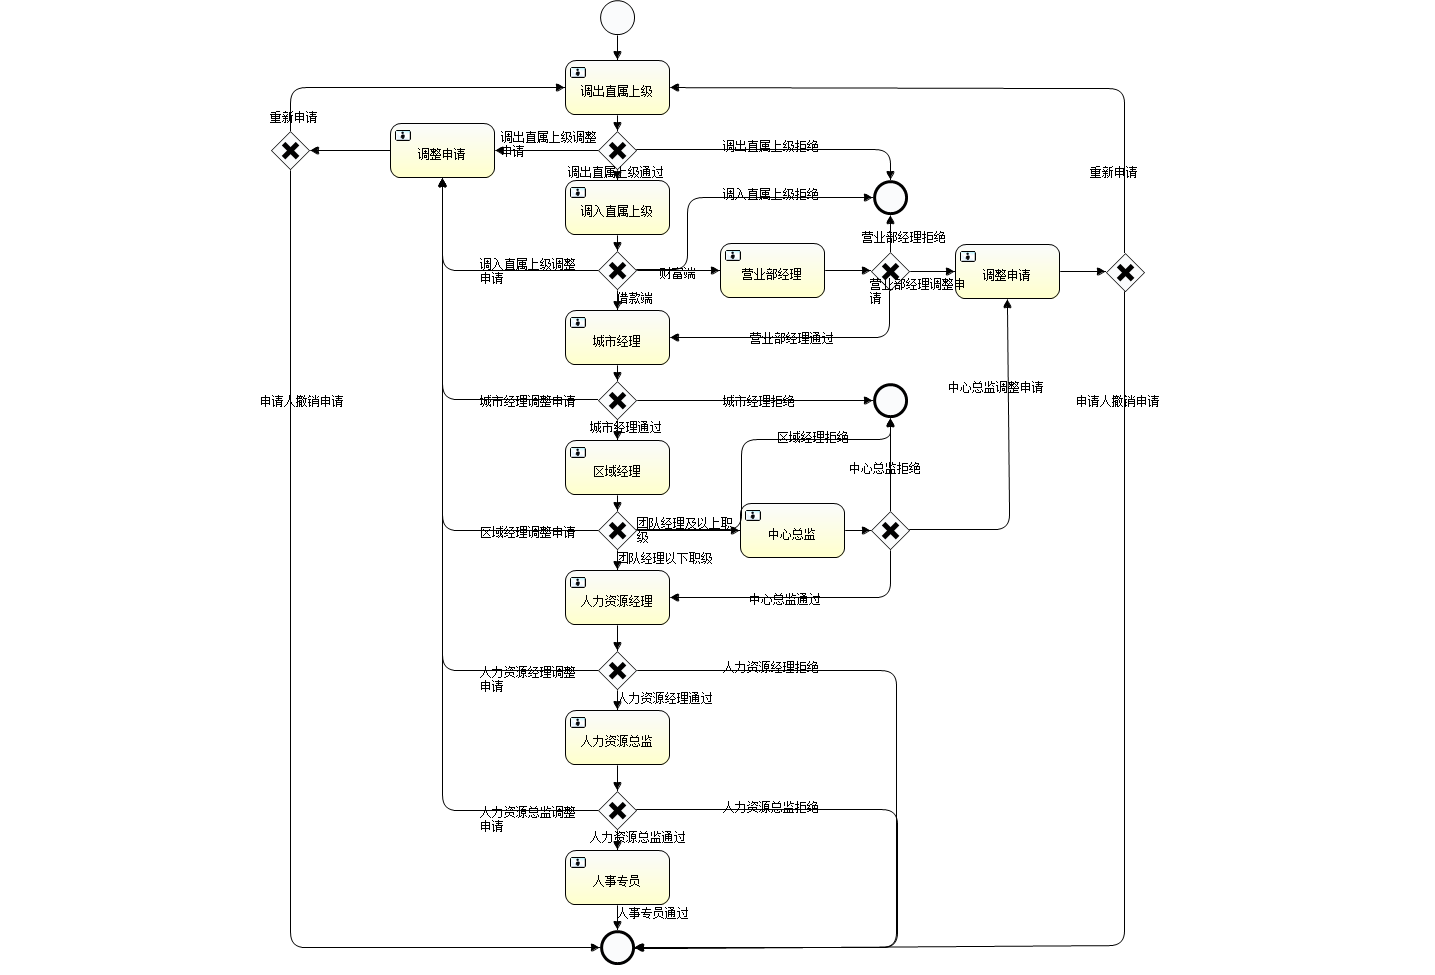 调出直属上级
重新申请
调整申请
调出直属上级调整
申请
调出直属上级拒绝
调出直属上级通过
重新申请
调入直属上级
调入直属上级拒绝
营业部经理拒绝
调入直属上级调整
申请
财富端
营业部经理
营业部经理调整申
请
调整申请
借款端
城市经理
营业部经理通过
中心总监调整申请
申请人撤销申请
城市经理调整申请
城市经理拒绝
申请人撤销申请
城市经理通过
区域经理拒绝
区域经理
中心总监拒绝
区域经理调整申请
团队经理及以上职
级
中心总监
团队经理以下职级
人力资源经理
中心总监通过
人力资源经理调整
申请
人力资源经理拒绝
人力资源经理通过
人力资源总监
人力资源总监调整
申请
人力资源总监拒绝
人力资源总监通过
人事专员
人事专员通过